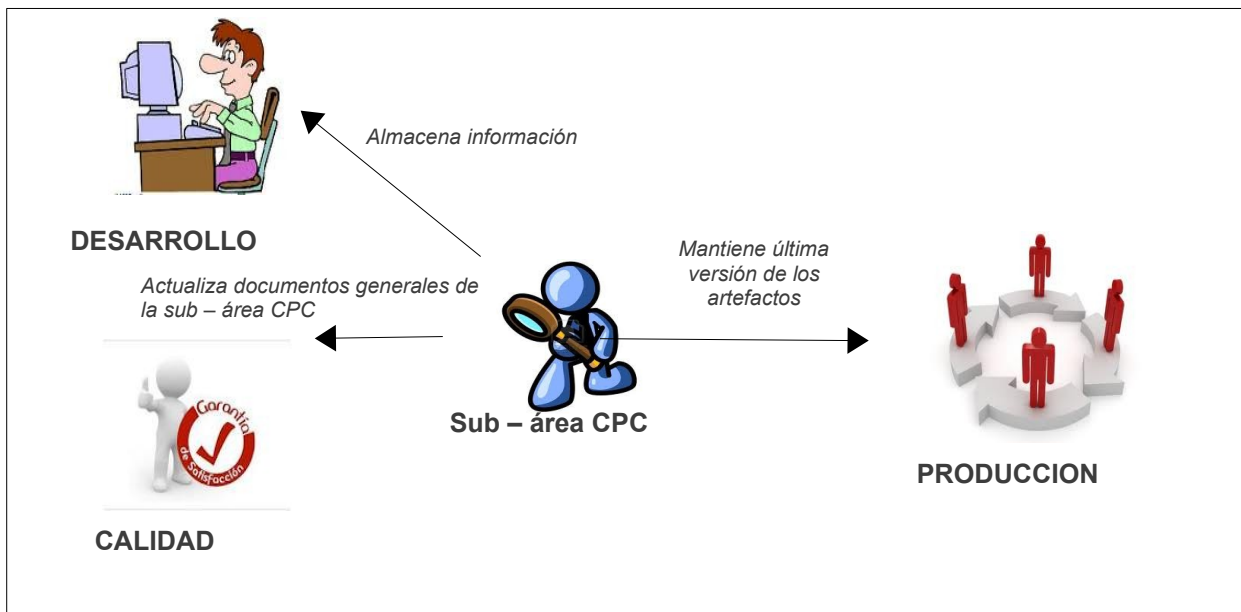 Almacena información
DESARROLLO
Mantiene última
versión de los
artefactos
Actualiza documentos generales de
la sub – área CPC
Garantía
de Satisfacción
Sub – área CPC
PRODUCCION
CALIDAD